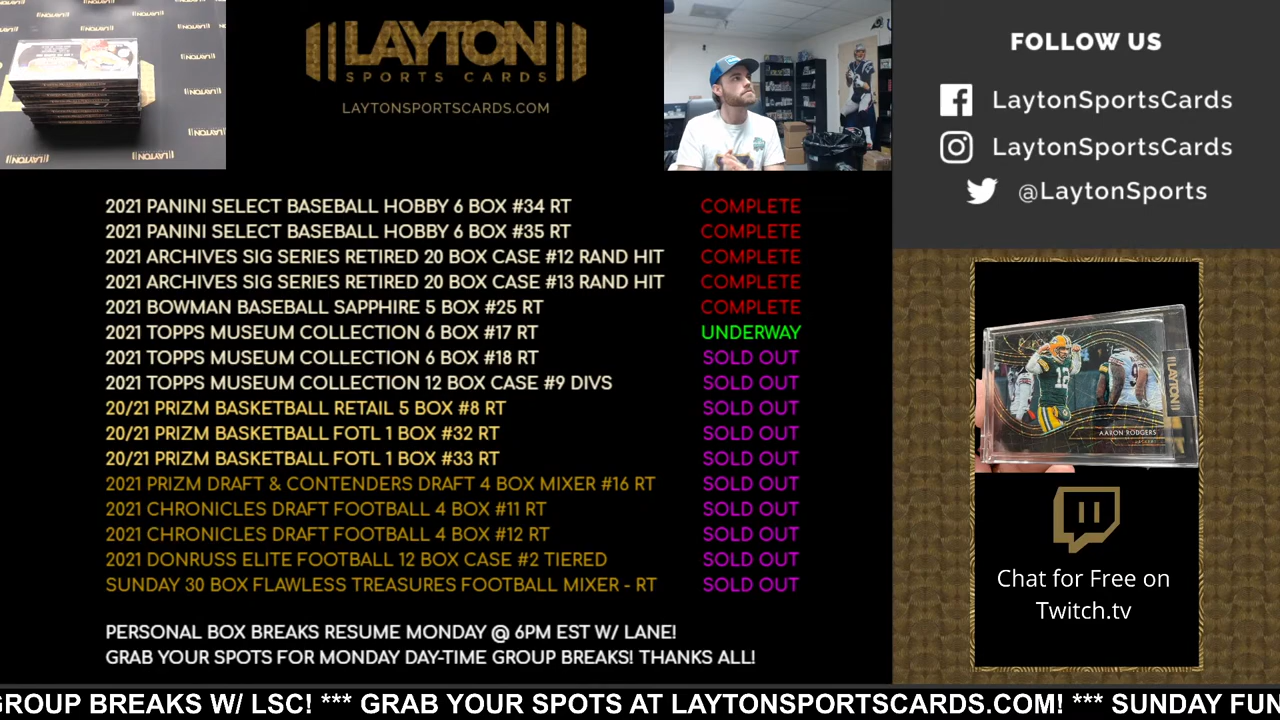 LAYTON
SPORTS CARDS
LAYTONSPORTSCARDS.COM
FOLLOW US
LaytonSportsCards
LaytonSportsCards
@LaytonSports
2021 PANINI SELECT BASEBALL HOBBY 6 BOX #34 RT COMPLETE
2021 PANINI SELECT BASEBALL HOBBY 6 BOX #35 RT COMPLETE
2021 ARCHIVES SIG SERIES RETIRED 20 BOX CASE #12 RAND HIT COMPLETE
2021 ARCHIVES SIG SERIES RETIRED 20 BOX CASE #13 RAND HIT COMPLETE
2021 BOWMAN BASEBALL SAPPHIRE 5 BOX #25 RT COMPLETE
2021 TOPPS MUSEUM COLLECTION 6 BOX #17 RT UNDERWAY
2021 TOPPS MUSEUM COLLECTION 6 BOX #18 RT SOLD OUT
2021 TOPPS MUSEUM COLLECTION 12 BOX CASE #9 DIVS SOLD OUT
20/21 PRIZM BASKETBALL RETAIL 5 BOX #8 RT SOLD OUT
20/21 PRIZM BASKETBALL FOTL 1 BOX #32 RT SOLD OUT
20/21 PRIZM BASKETBALL FOTL 1 BOX #33 RT SOLD OUT
2021 PRIZM DRAFT & CONTENDERS DRAFT 4 BOX MIXER #16 RT SOLD OUT
2021 CHRONICLES DRAFT FOOTBALL 4 BOX #11 RT SOLD OUT
2021 CHRONICLES DRAFT FOOTBALL 4 BOX #12 RT SOLD OUT
2021 DONRUSS ELITE FOOTBALL 12 BOX CASE #2 TIERED SOLD OUT
SUNDAY 30 BOX FLAWLESS TREASURES FOOTBALL MIXER - RT SOLD OUT
PERSONAL BOX BREAKS RESUME MONDAY @ 6PM EST W/ LANE!
GRAB YOUR SPOTS FOR MONDAY DAY-TIME GROUP BREAKS! THANKS ALL!
12
AARON RODGERS
LAYTON
Chat for Free on
Twitch.tv
GROUP BREAKS W/ LSC! *** GRAB YOUR SPOTS AT LAYTONSPORTSCARDS.COM! *** SUNDAY FUN